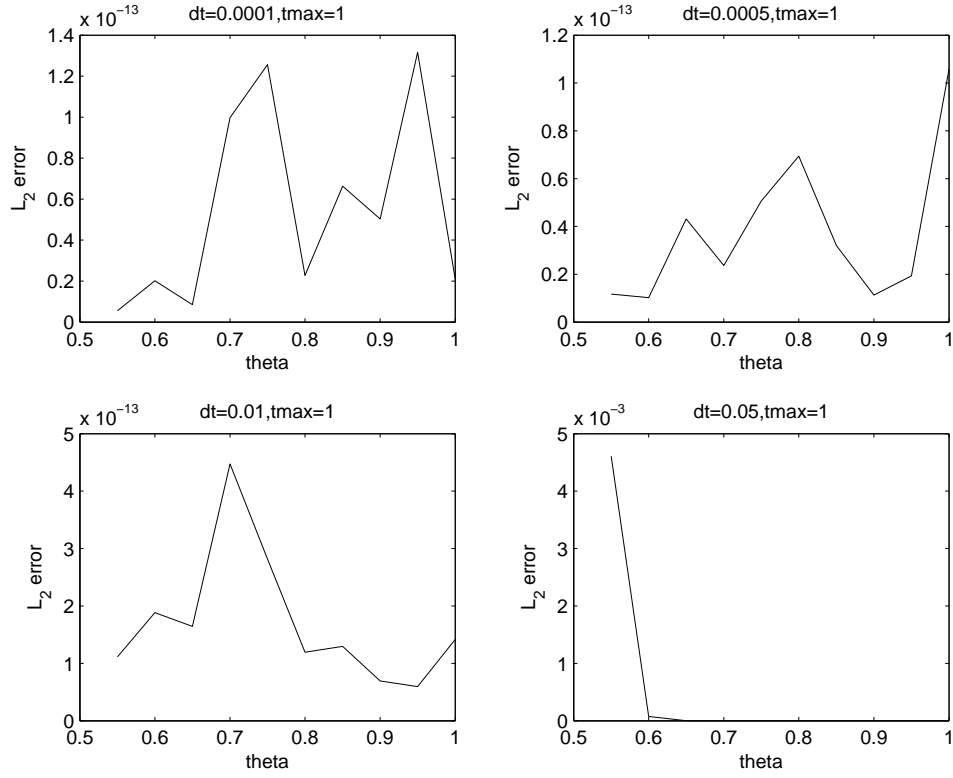 x 10−13
dt=0.0001,tmax=1
1.4
1.2
1
0.8
0.6
0.4
0.2
0
L2 error
0.5 0.6 0.7 0.8 0.9 1
theta
x 10−13
dt=0.0005,tmax=1
1.2
1
0.8
0.6
0.4
0.2
0
L2 error
0.5 0.6 0.7 0.8 0.9 1
theta
x 10−13
dt=0.01,tmax=1
5
4
3
2
1
0
L2 error
0.5 0.6 0.7 0.8 0.9 1
theta
x 10−3
dt=0.05,tmax=1
5
4
3
2
1
0
L2 error
0.5 0.6 0.7 0.8 0.9 1
theta